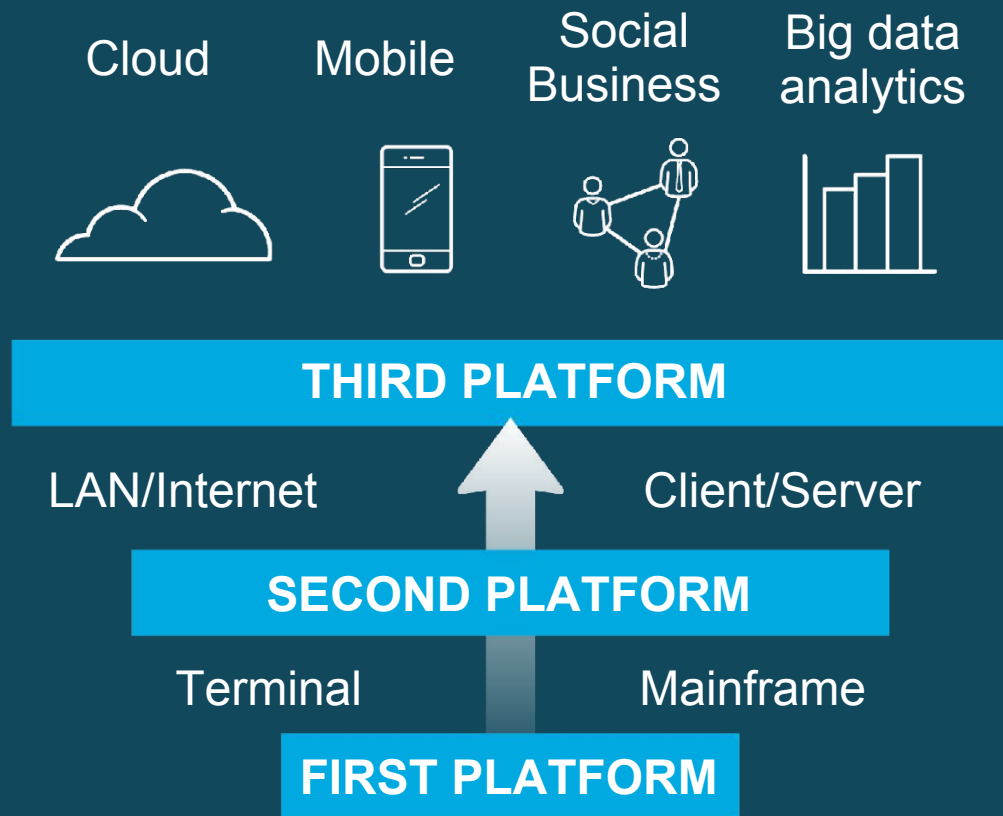 Cloud
Mobile
Social
Business
Big data
analytics
THIRD PLATFORM
LAN/Internet
Client/Server
SECOND PLATFORM
Terminal
Mainframe
FIRST PLATFORM